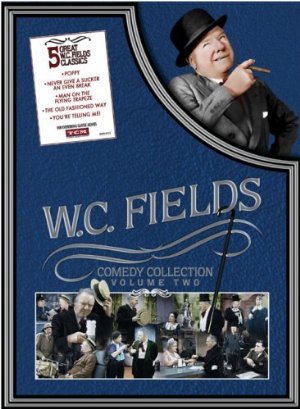 5 GREAT
W.C. FIELDS
CLASSICS
• POPPY
• NEVER GIVE A SUCKER
AN EVEN BREAK
• MAN ON THE
FLYING TRAPEZE
• THE OLD FASHIONED WAY
• YOU'RE TELLING ME!
TCM
W.C. FIELDS
COMEDY COLLECTION
VOLUME TWO